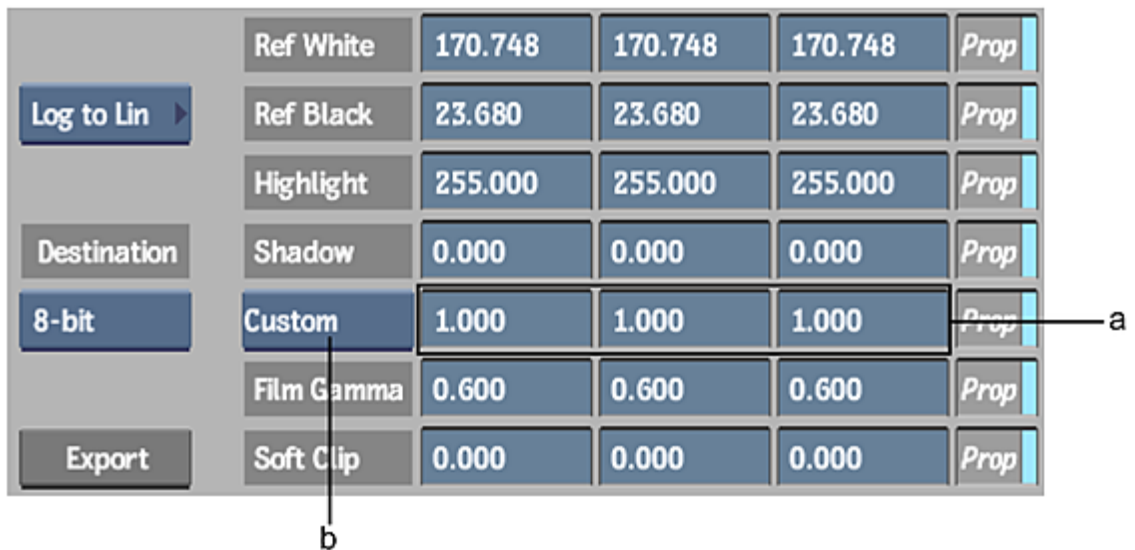 Ref White 170.748 170.748 170.748 Prop
Log to Lin Ref Black 23.680 23.680 23.680 Prop
Highlight 255.000 255.000 255.000 Prop
Destination Shadow 0.000 0.000 0.000 Prop
8-bit Custom 1.000 1.000 1.000 Prop a
Film Gamma 0.600 0.600 0.600 Prop
Export Soft Clip 0.000 0.000 0.000 Prop
b